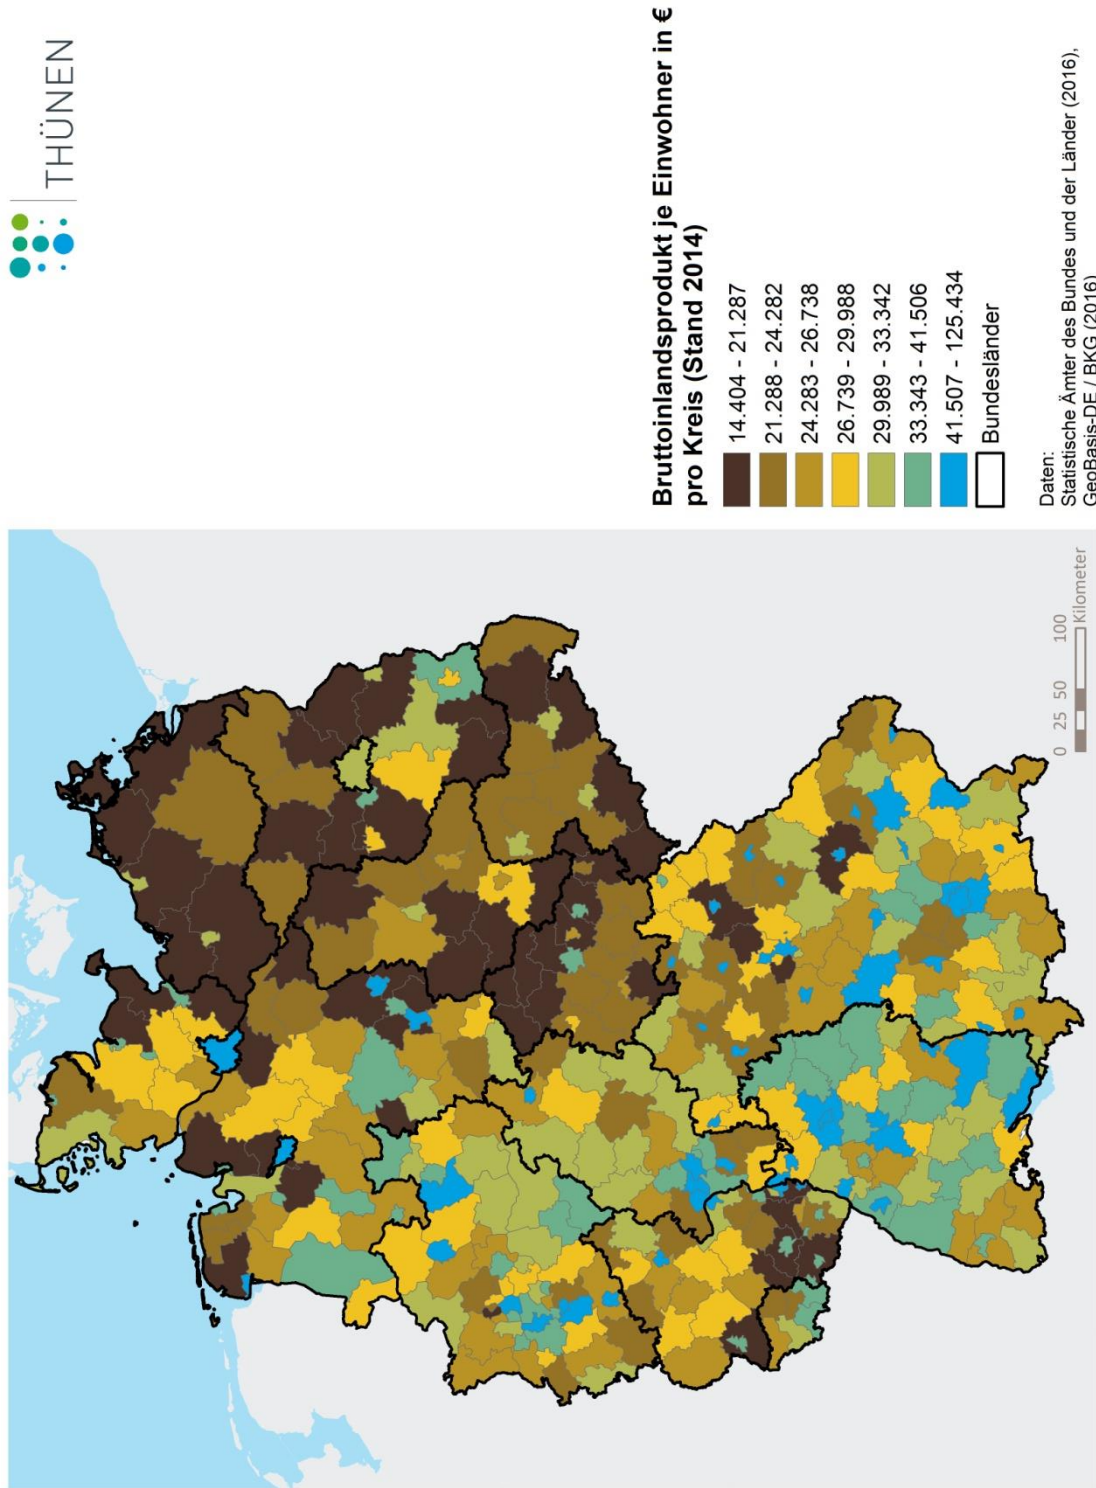 THÜNEN
Bruttoinlandsprodukt je Einwohner in €
pro Kreis (Stand 2014)
14.404 - 21.287
21.288 - 24.282
24.283 - 26.738
26.739 - 29.988
29.989 - 33.342
33.343 - 41.506
41.507 - 125.434
Bundesländer
Daten:
Statistische Ämter des Bundes und der Länder (2016),
GeoBasis-DE / BKG (2016)
0 25 50 100
Kilometer